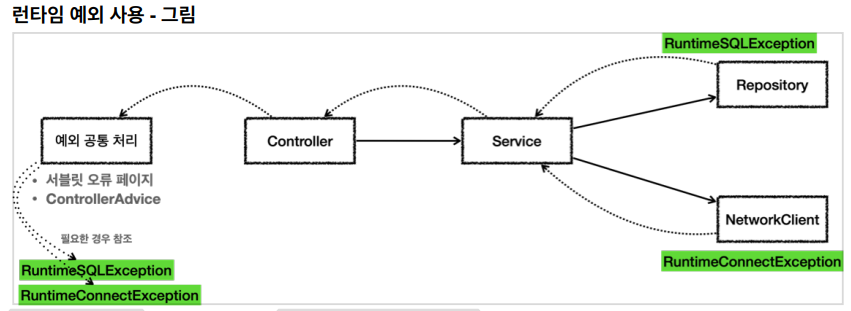 런타임 예외 사용 - 그림
RuntimeSQLException
Repository
예외 공통 처리
Controller
Service
서블릿 오류 페이지
ControllerAdvice
NetworkClient
필요한 경우 참조
RuntimeConnectException
RuntimeSQLException
RuntimeConnectException